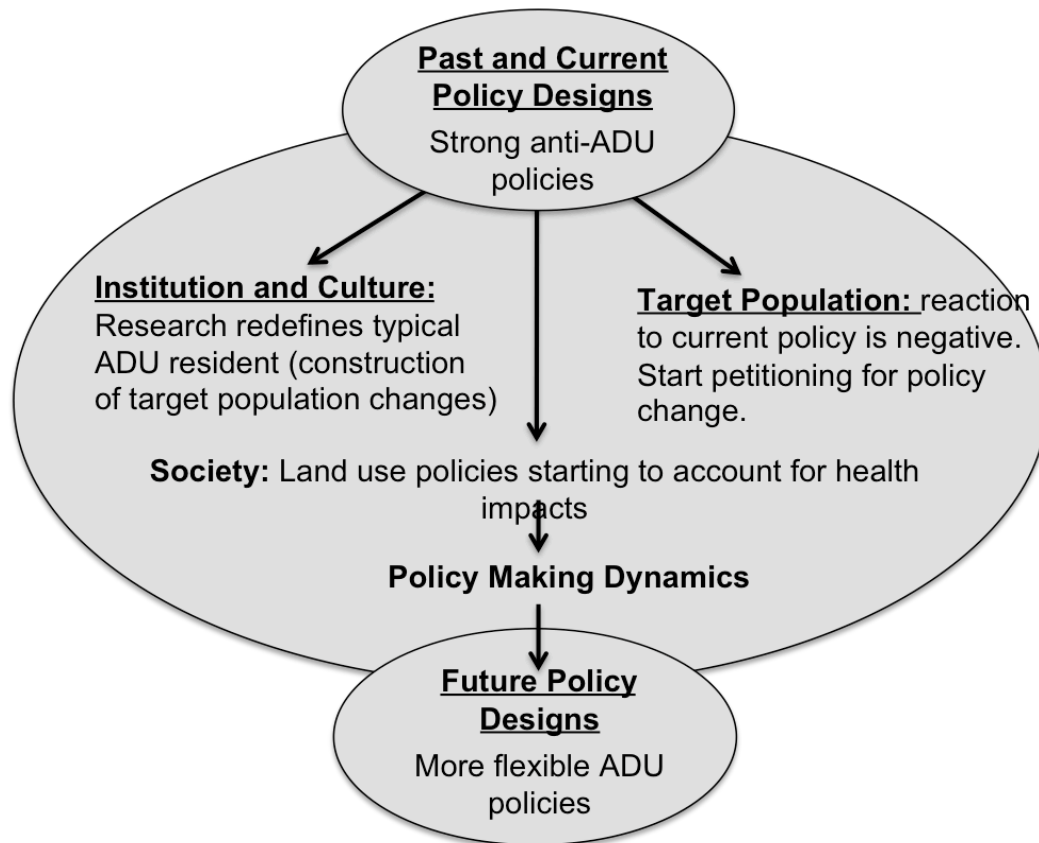 Past and Current
Policy Designs
Strong anti-ADU
policies
Institution and Culture:
Research redefines typical
ADU resident (construction
of target population changes)
Target Population: reaction
to current policy is negative.
Start petitioning for policy
change.
Society: Land use policies starting to account for health
impacts
Policy Making Dynamics
Future Policy
Designs
More flexible ADU
policies